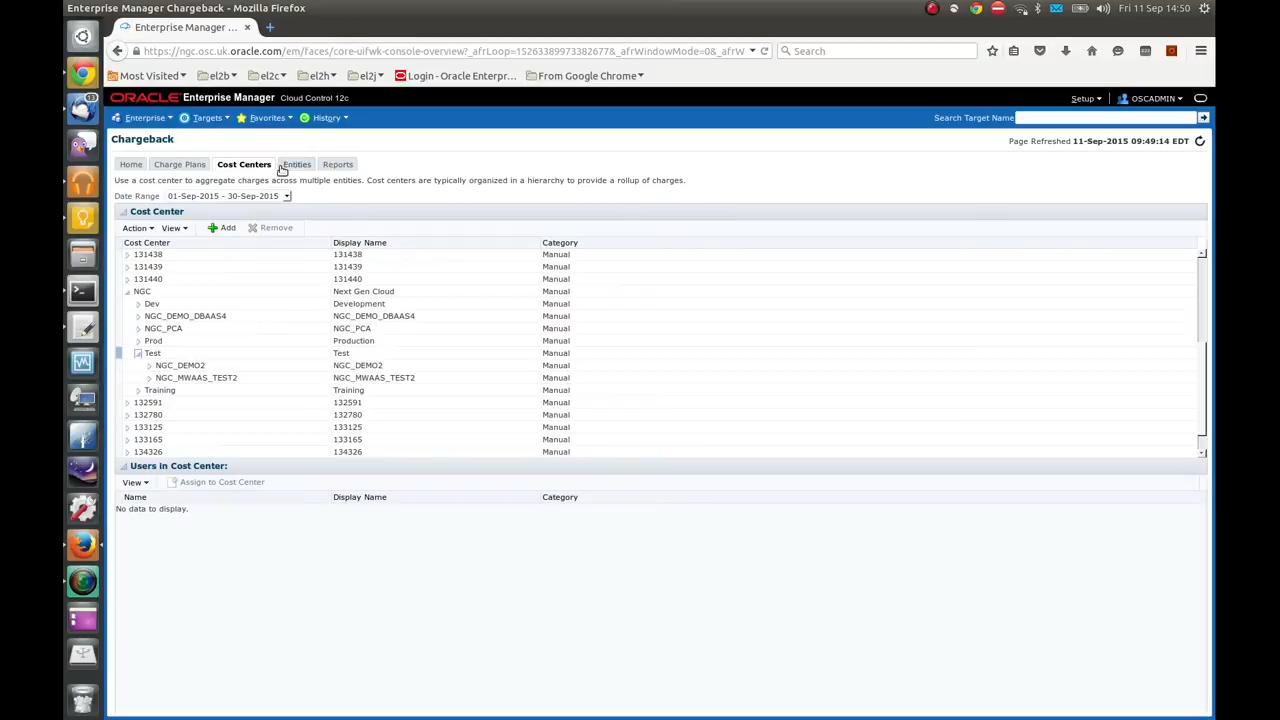 Enterprise Manager Chargeback - Mozilla Firefox
Fri 11 Sep 14:50
Enterprise Manager ...
https://ngc.osc.uk.oracle.com/em/faces/core-uifwk-console-overview?_afrLoop=15263389973382677&_afrWindowMode=0&_afrW
Search
Most Visited
el2b
el2c
el2h
el2j
Login - Oracle Enterpr...
From Google Chrome
ORACLE Enterprise Manager Cloud Control 12c
Setup
OSCADMIN
Enterprise
Targets
Favorites
History
Search Target Name
Chargeback
Page Refreshed 11-Sep-2015 09:49:14 EDT
Home
Charge Plans
Cost Centers
Entities
Reports
Use a cost center to aggregate charges across multiple entities. Cost centers are typically organized in a hierarchy to provide a rollup of charges.
Date Range 01-Sep-2015 - 30-Sep-2015
Cost Center
Action View Add Remove
Cost Center Display Name Category
131438 131438 Manual
131439 131439 Manual
131440 131440 Manual
NGC Next Gen Cloud Manual
Dev Development Manual
NGC_DEMO_DBAAS4 NGC_DEMO_DBAAS4 Manual
NGC_PCA NGC_PCA Manual
Prod Production Manual
Test Test Manual
NGC_DEMO2 NGC_DEMO2 Manual
NGC_MWAAS_TEST2 NGC_MWAAS_TEST2 Manual
Training Training Manual
132591 132591 Manual
132780 132780 Manual
133125 133125 Manual
133165 133165 Manual
134326 134326 Manual
Users in Cost Center:
View Assign to Cost Center
Name Display Name Category
No data to display.